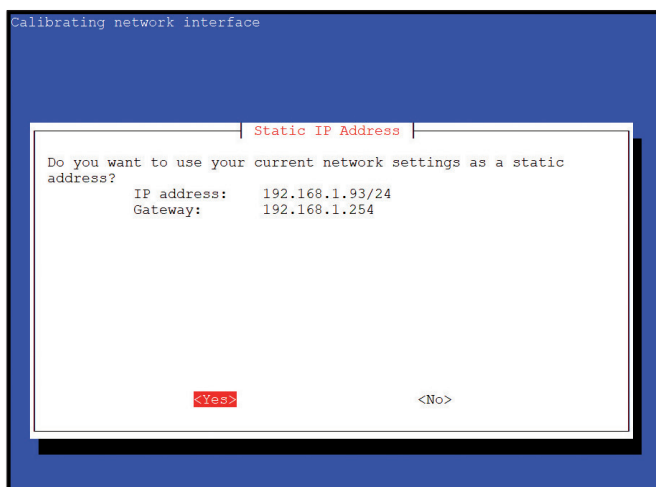 Calibrating network interface
Static IP Address
Do you want to use your current network settings as a static
address?
IP address: 192.168.1.93/24
Gateway: 192.168.1.254
<Yes> <No>